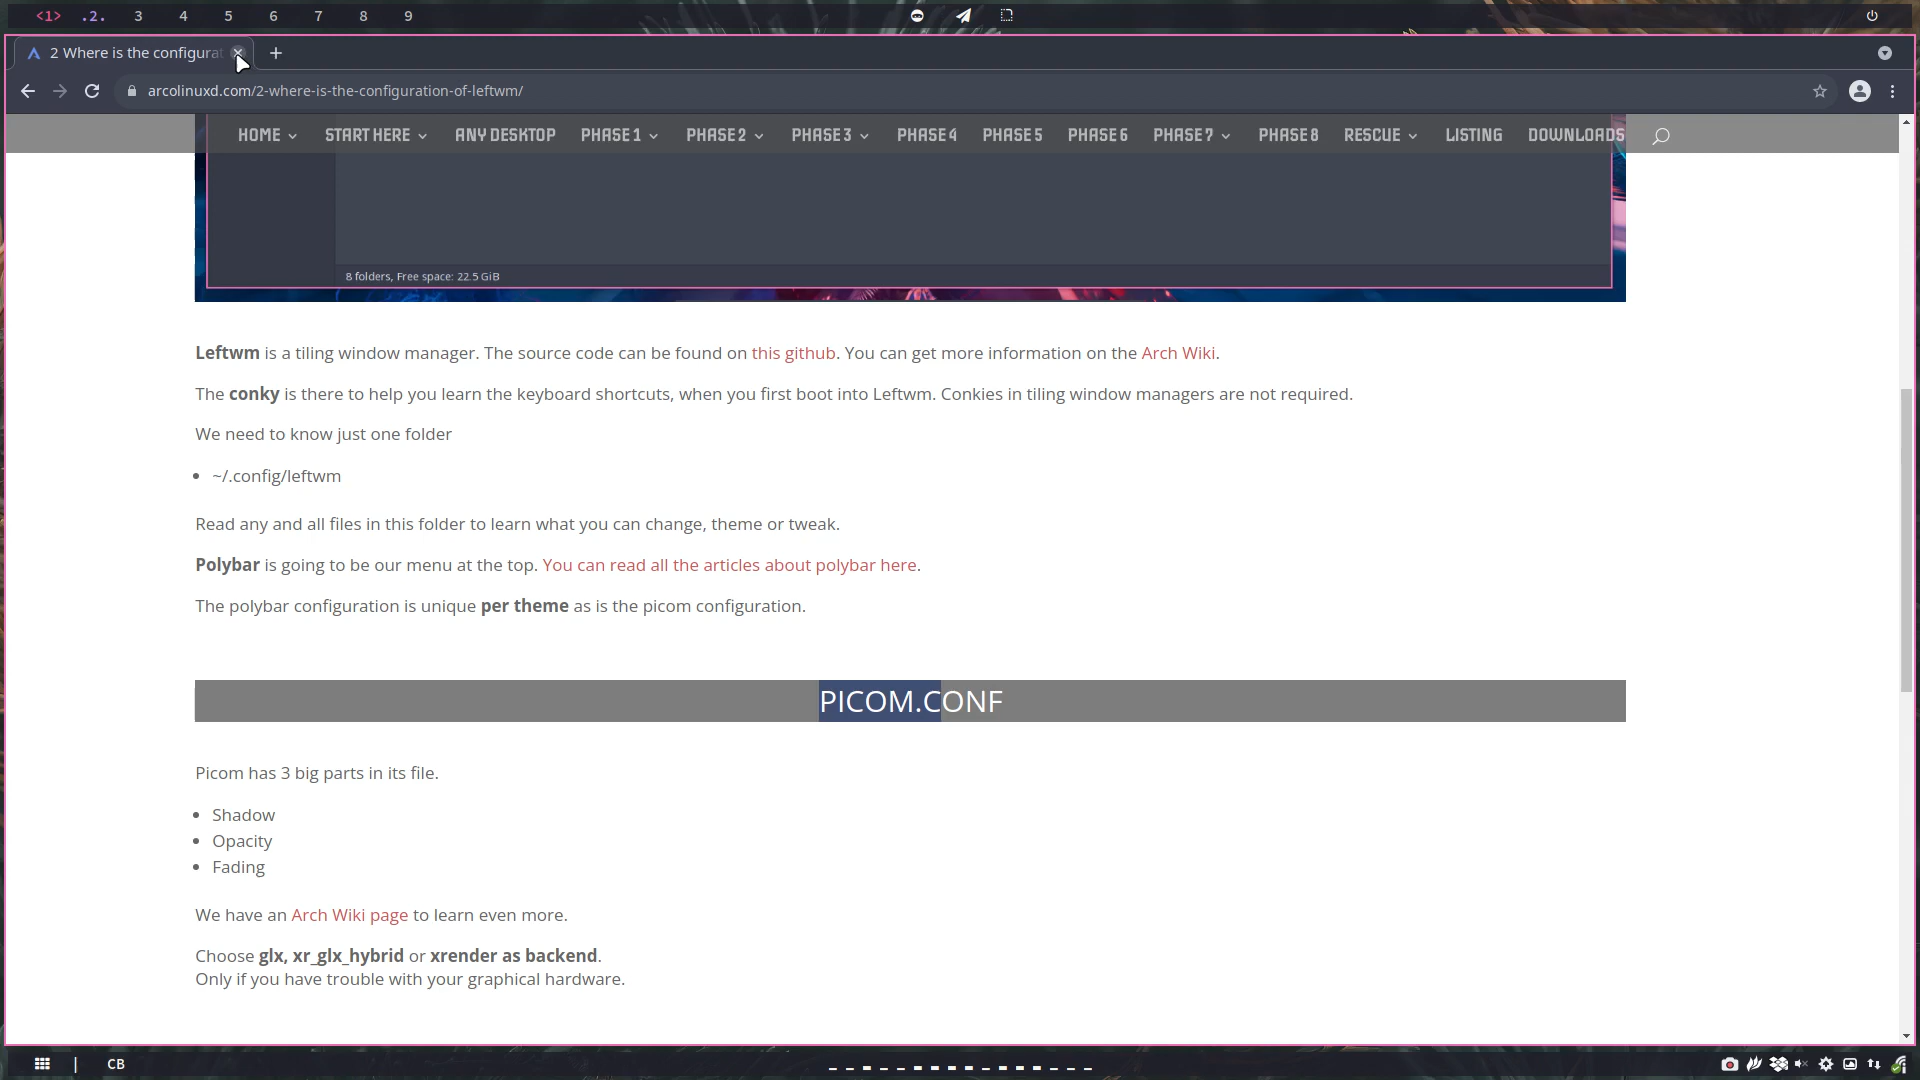 <1> .2. 3 4 5 6 7 8 9
2 Where is the configurat
arcolinuxd.com/2-where-is-the-configuration-of-leftwm/
HOME START HERE ANY DESKTOP PHASE 1 PHASE 2 PHASE 3 PHASE 4 PHASE 5 PHASE 6 PHASE 7 PHASE 8 RESCUE LISTING DOWNLOADS
8 folders, Free space: 22.5 GiB
Leftwm is a tiling window manager. The source code can be found on this github. You can get more information on the Arch Wiki.
The conky is there to help you learn the keyboard shortcuts, when you first boot into Leftwm. Conkies in tiling window managers are not required.
We need to know just one folder
• ~/.config/leftwm
Read any and all files in this folder to learn what you can change, theme or tweak.
Polybar is going to be our menu at the top. You can read all the articles about polybar here.
The polybar configuration is unique per theme as is the picom configuration.
PICOM.CONF
Picom has 3 big parts in its file.
• Shadow
• Opacity
• Fading
We have an Arch Wiki page to learn even more.
Choose glx, xr_glx_hybrid or xrender as backend.
Only if you have trouble with your graphical hardware.
| CB